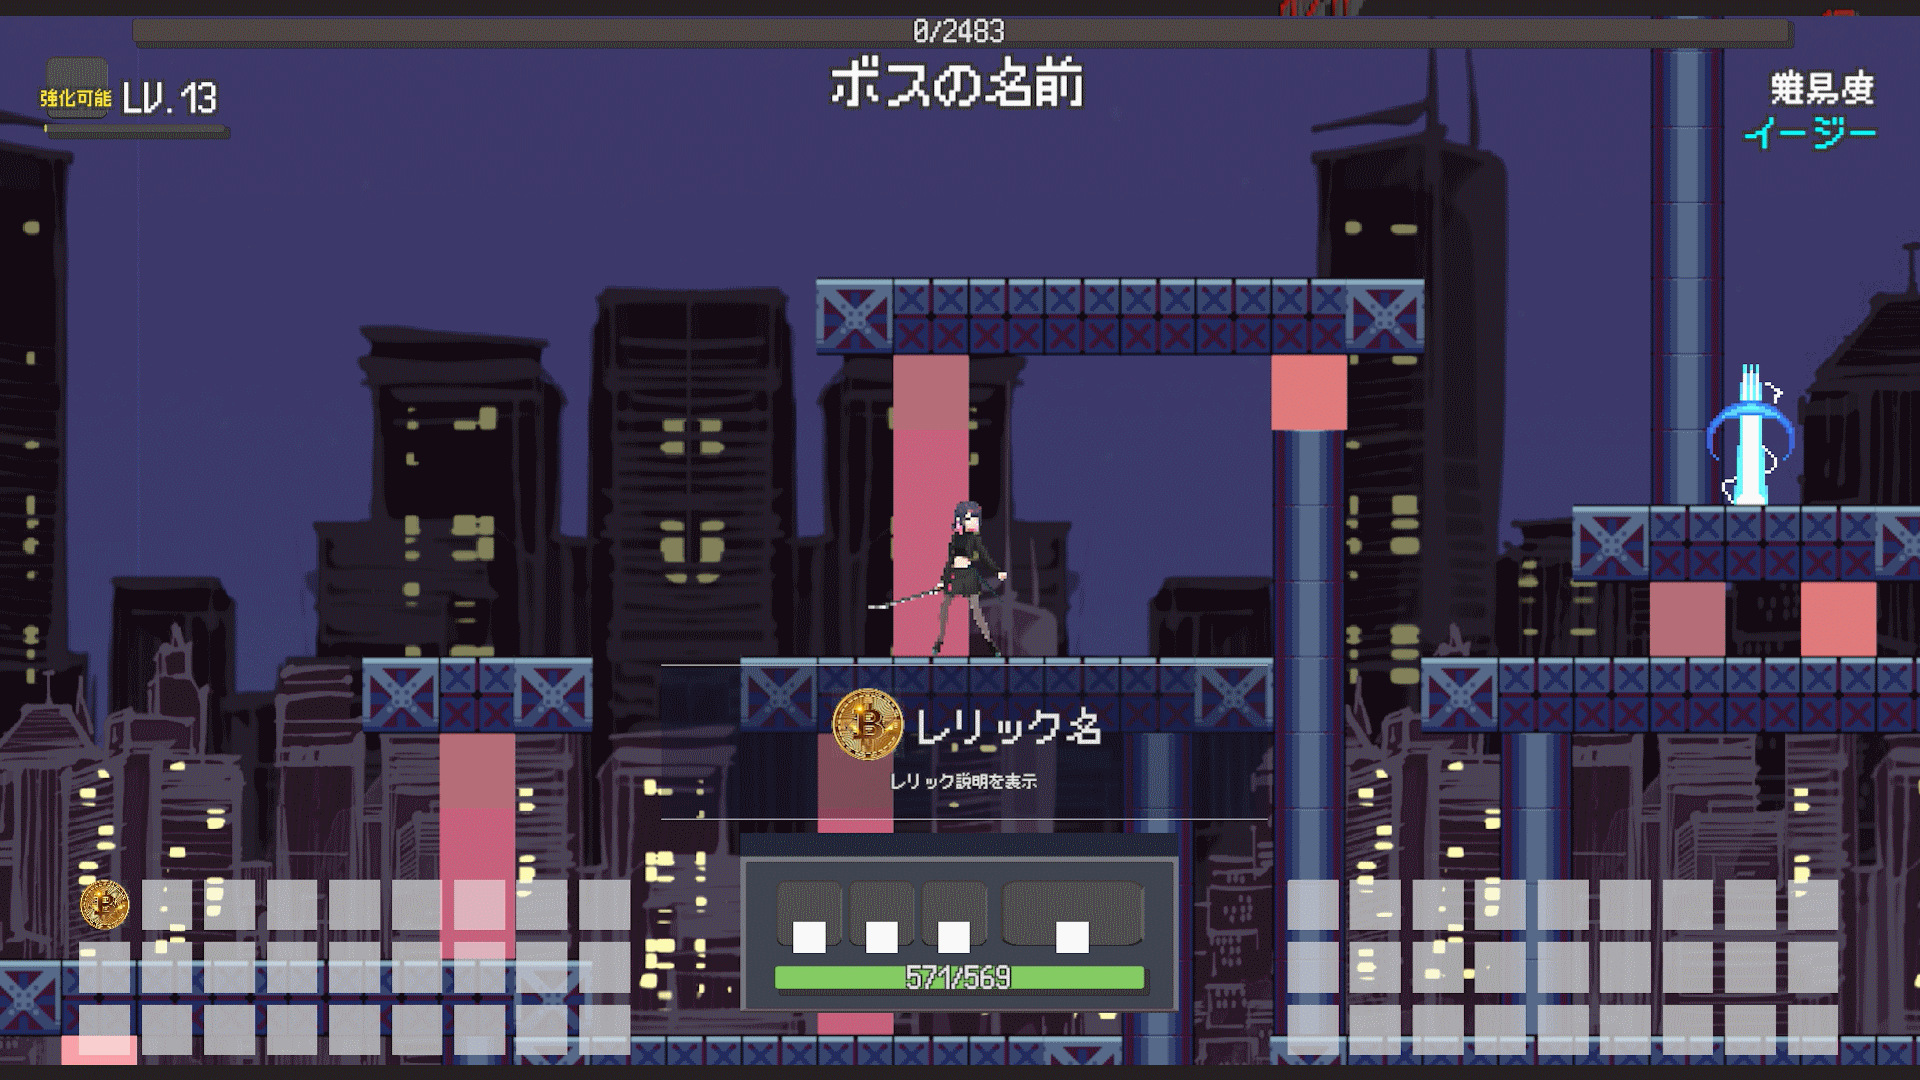 0/2483
ボスの名前
強化可能
LV.13
難易度
イージー
レリック名
レリック説明を表示
571/569